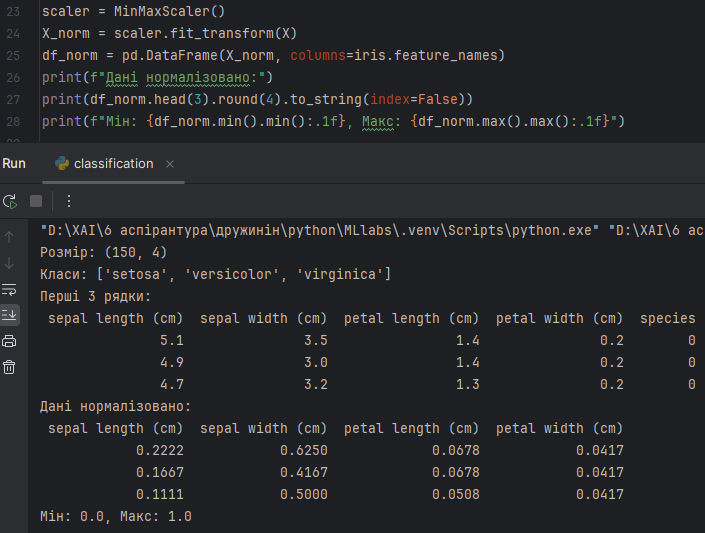 23 scaler = MinMaxScaler()
24 X_norm = scaler.fit_transform(X)
25 df_norm = pd.DataFrame(X_norm, columns=iris.feature_names)
26 print(f"Дані нормалізовано:")
27 print(df_norm.head(3).round(4).to_string(index=False))
28 print(f"Мін: {df_norm.min().min():.1f}, Макс: {df_norm.max().max():.1f}")
Run classification
"D:\XAI\6 аспірантура\дружинін\python\MLlabs\.venv\Scripts\python.exe" "D:\XAI\6 ас
Розмір: (150, 4)
Класи: ['setosa', 'versicolor', 'virginica']
Перші 3 рядки:
sepal length (cm) sepal width (cm) petal length (cm) petal width (cm) species
5.1 3.5 1.4 0.2 0
4.9 3.0 1.4 0.2 0
4.7 3.2 1.3 0.2 0
Дані нормалізовано:
sepal length (cm) sepal width (cm) petal length (cm) petal width (cm)
0.2222 0.6250 0.0678 0.0417
0.1667 0.4167 0.0678 0.0417
0.1111 0.5000 0.0508 0.0417
Мін: 0.0, Макс: 1.0